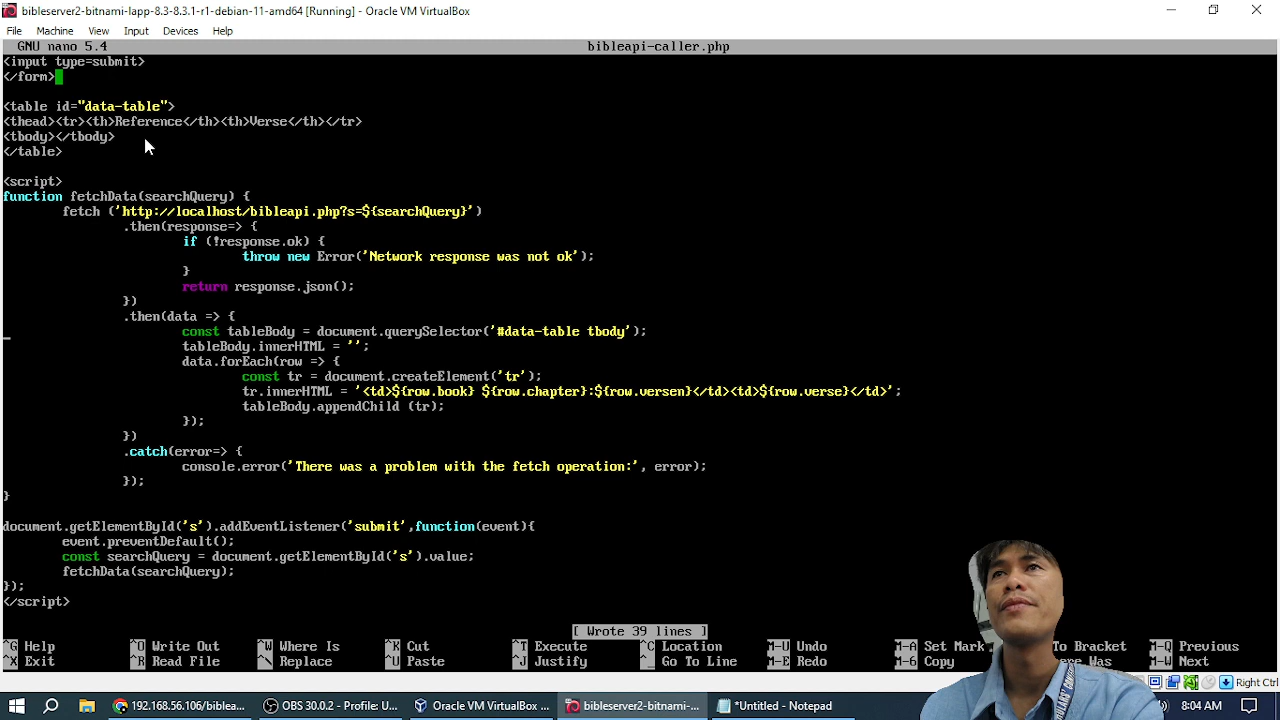 bibleserver2-bitnami-lapp-8.3-8.3.1-r1-debian-11-amd64 [Running] - Oracle VM VirtualBox
File Machine View Input Devices Help
GNU nano 5.4 bibleapi-caller.php
<input type=submit>
</form>
<table id="data-table">
<thead><tr><th>Reference</th><th>Verse</th></tr>
<tbody></tbody>
</table>
<script>
function fetchData(searchQuery) {
fetch ('http://localhost/bibleapi.php?s=${searchQuery}')
.then(response=> {
if (!response.ok) {
throw new Error('Network response was not ok');
}
return response.json();
})
.then(data => {
const tableBody = document.querySelector('#data-table tbody');
tableBody.innerHTML = '';
data.forEach(row => {
const tr = document.createElement('tr');
tr.innerHTML = '<td>${row.book} ${row.chapter}:${row.versen}</td><td>${row.verse}</td>';
tableBody.appendChild (tr);
});
})
.catch(error=> {
console.error('There was a problem with the fetch operation:', error);
});
}
document.getElementById('s').addEventListener('submit',function(event){
event.preventDefault();
const searchQuery = document.getElementById('s').value;
fetchData(searchQuery);
});
</script>
[ Wrote 39 lines ]
^G Help ^O Write Out ^W Where Is ^K Cut ^T Execute ^C Location M-U Undo M-A Set Mark To Bracket M-Q Previous
^X Exit ^R Read File ^\ Replace ^U Paste ^J Justify ^_ Go To Line M-E Redo M-6 Copy Was M-W Next
Right Ctrl
192.168.56.106/biblea... OBS 30.0.2 - Profile: U... Oracle VM VirtualBox ... bibleserver2-bitnami-... *Untitled - Notepad 8:04 AM